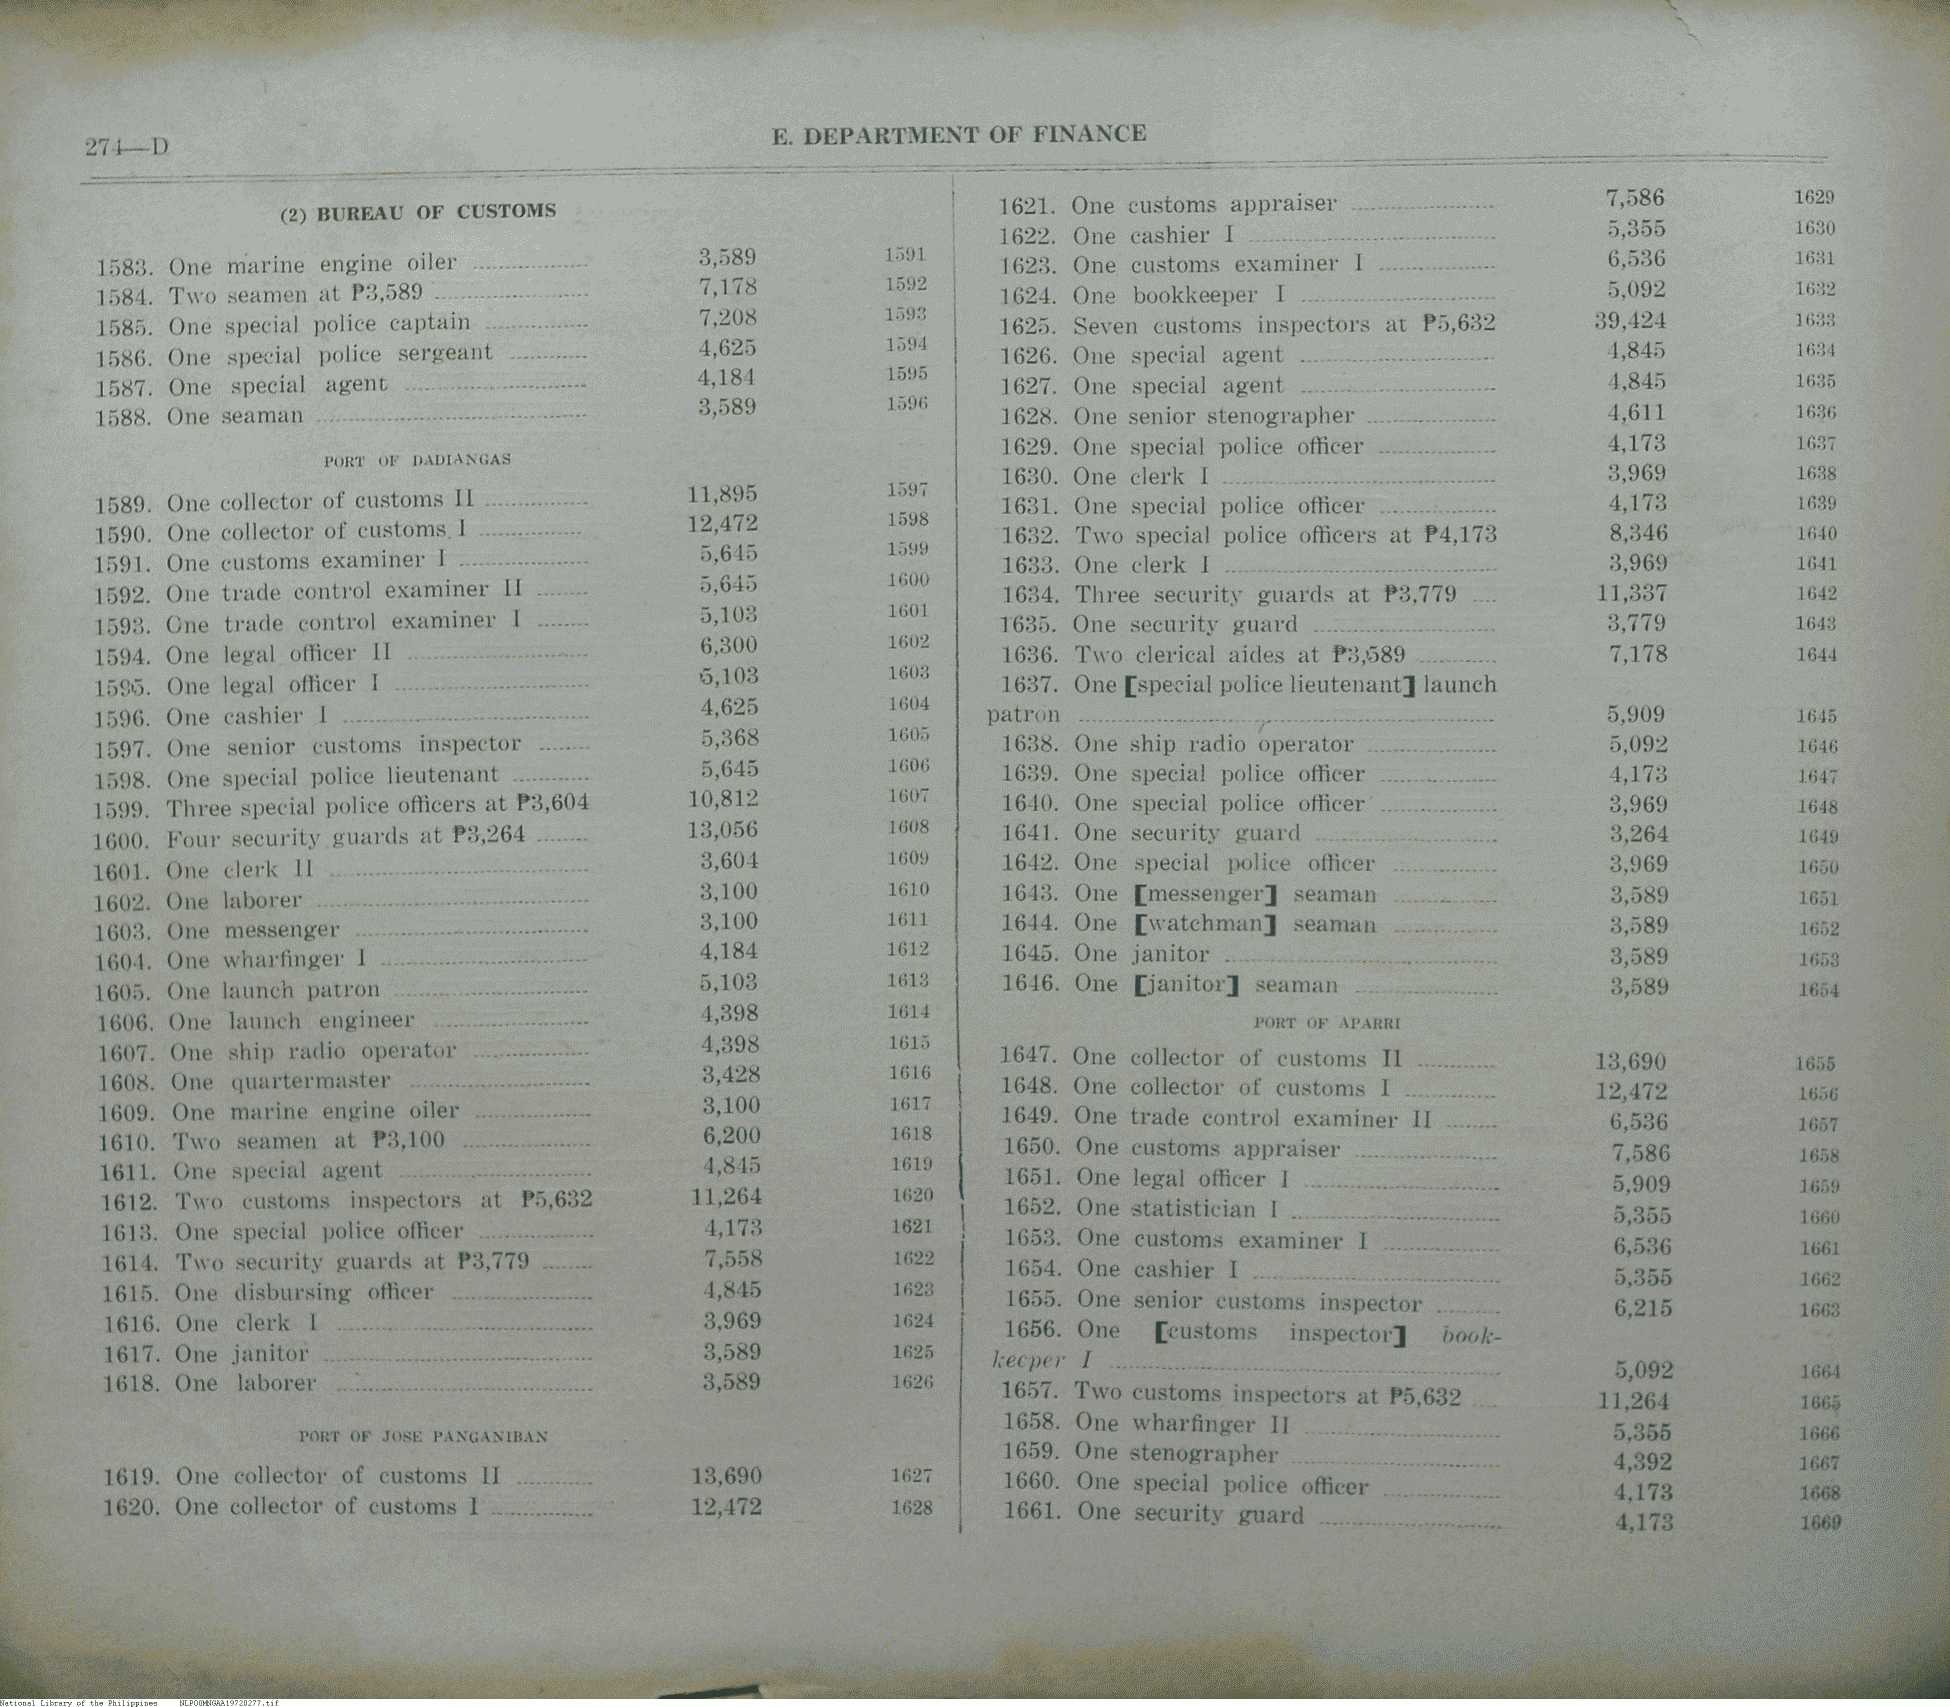 274—D
E. DEPARTMENT OF FINANCE
(2) BUREAU OF CUSTOMS
1583. One marine engine oiler 3,589 1591
1584. Two seamen at ₱3,589 7,178 1592
1585. One special police captain 7,208 1593
1586. One special police sergeant 4,625 1594
1587. One special agent 4,184 1595
1588. One seaman 3,589 1596
PORT OF DADIANGAS
1589. One collector of customs II 11,895 1597
1590. One collector of customs I 12,472 1598
1591. One customs examiner I 5,645 1599
1592. One trade control examiner II 5,645 1600
1593. One trade control examiner I 5,103 1601
1594. One legal officer II 6,300 1602
1595. One legal officer I 5,103 1603
1596. One cashier I 4,625 1604
1597. One senior customs inspector 5,368 1605
1598. One special police lieutenant 5,645 1606
1599. Three special police officers at ₱3,604 10,812 1607
1600. Four security guards at ₱3,264 13,056 1608
1601. One clerk II 3,604 1609
1602. One laborer 3,100 1610
1603. One messenger 3,100 1611
1604. One wharfinger I 4,184 1612
1605. One launch patron 5,103 1613
1606. One launch engineer 4,398 1614
1607. One ship radio operator 4,398 1615
1608. One quartermaster 3,428 1616
1609. One marine engine oiler 3,100 1617
1610. Two seamen at ₱3,100 6,200 1618
1611. One special agent 4,845 1619
1612. Two customs inspectors at ₱5,632 11,264 1620
1613. One special police officer 4,173 1621
1614. Two security guards at ₱3,779 7,558 1622
1615. One disbursing officer 4,845 1623
1616. One clerk I 3,969 1624
1617. One janitor 3,589 1625
1618. One laborer 3,589 1626
PORT OF JOSE PANGANIBAN
1619. One collector of customs II 13,690 1627
1620. One collector of customs I 12,472 1628
1621. One customs appraiser 7,586 1629
1622. One cashier I 5,355 1630
1623. One customs examiner I 6,536 1631
1624. One bookkeeper I 5,092 1632
1625. Seven customs inspectors at ₱5,632 39,424 1633
1626. One special agent 4,845 1634
1627. One special agent 4,845 1635
1628. One senior stenographer 4,611 1636
1629. One special police officer 4,173 1637
1630. One clerk I 3,969 1638
1631. One special police officer 4,173 1639
1632. Two special police officers at ₱4,173 8,346 1640
1633. One clerk I 3,969 1641
1634. Three security guards at ₱3,779 11,337 1642
1635. One security guard 3,779 1643
1636. Two clerical aides at ₱3,589 7,178 1644
1637. One [special police lieutenant] launch
patron 5,909 1645
1638. One ship radio operator 5,092 1646
1639. One special police officer 4,173 1647
1640. One special police officer 3,969 1648
1641. One security guard 3,264 1649
1642. One special police officer 3,969 1650
1643. One [messenger] seaman 3,589 1651
1644. One [watchman] seaman 3,589 1652
1645. One janitor 3,589 1653
1646. One [janitor] seaman 3,589 1654
PORT OF APARRI
1647. One collector of customs II 13,690 1655
1648. One collector of customs I 12,472 1656
1649. One trade control examiner II 6,536 1657
1650. One customs appraiser 7,586 1658
1651. One legal officer I 5,909 1659
1652. One statistician I 5,355 1660
1653. One customs examiner I 6,536 1661
1654. One cashier I 5,355 1662
1655. One senior customs inspector 6,215 1663
1656. One [customs inspector] book-
keeper I 5,092 1664
1657. Two customs inspectors at ₱5,632 11,264 1665
1658. One wharfinger II 5,355 1666
1659. One stenographer 4,392 1667
1660. One special police officer 4,173 1668
1661. One security guard 4,173 1669
National Library of the Philippines NLPOOMNGAA19720277.tif